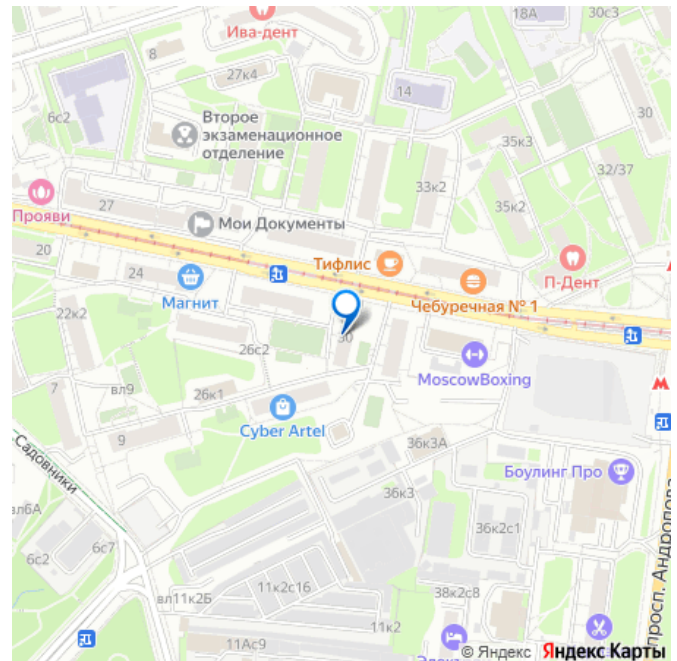 18А
30с3
Ива-дент
8
27к4
14
6с2
Второе
экзаменационное
отделение
30
35к3
32/37
33к2
Прояви
27
35к2
Мои Документы
20
Тифлис
П-Дент
24
Магнит
Чебуречная № 1
22к2
30
26с2
MoscowBoxing
7
вл9
26к1
Cyber Artel
9
36к3А
Садовники
Боулинг Про
36к3
вл6А
36к2с1
6с2
6с7
просп. Андропова
11к2с16
38к2с8
вл11к2Б
11к2
11Ас9
© Яндекс Яндекс Карты